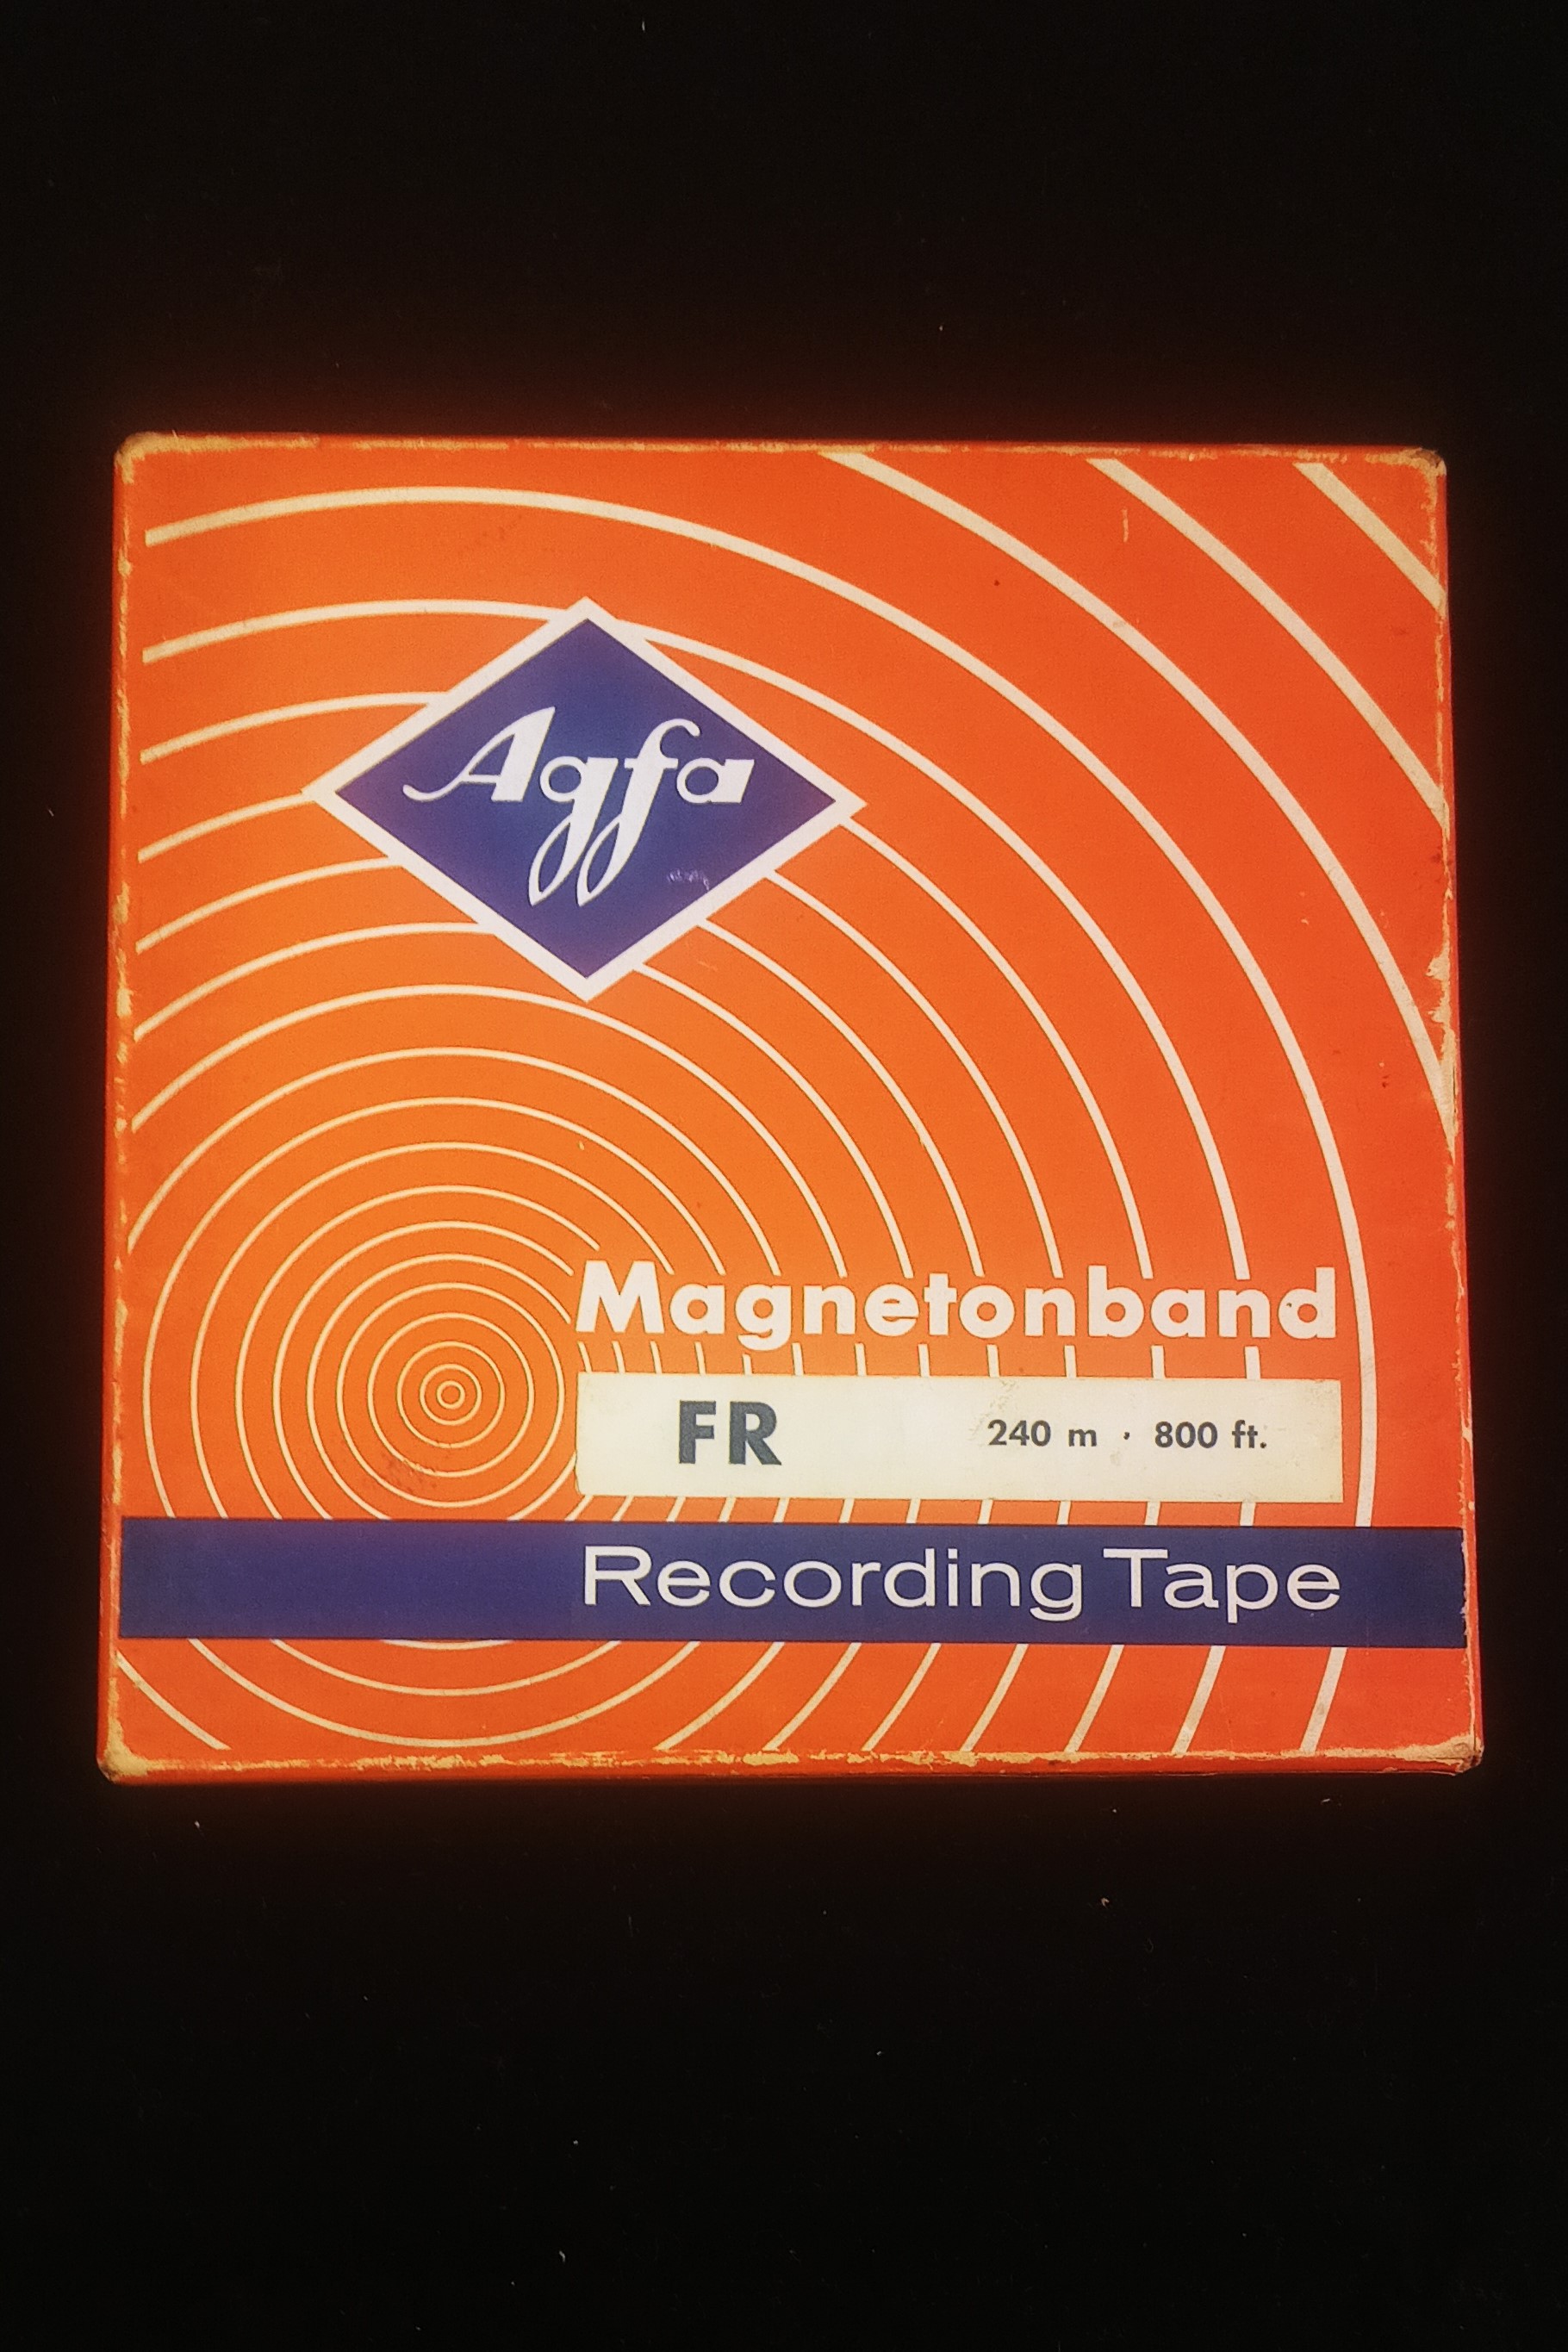 Agfa
Magnetonband
FR 240 m · 800 ft.
Recording Tape